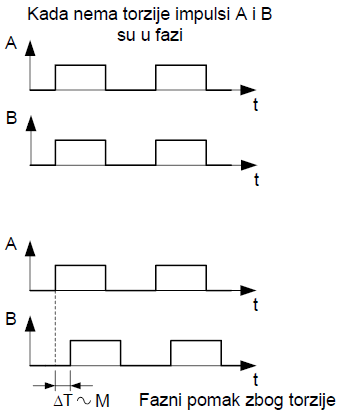 Kada nema torzije impulsi A i B
su u fazi
A
t
B
t
A
t
B
t
ΔT ~ M
Fazni pomak zbog torzije